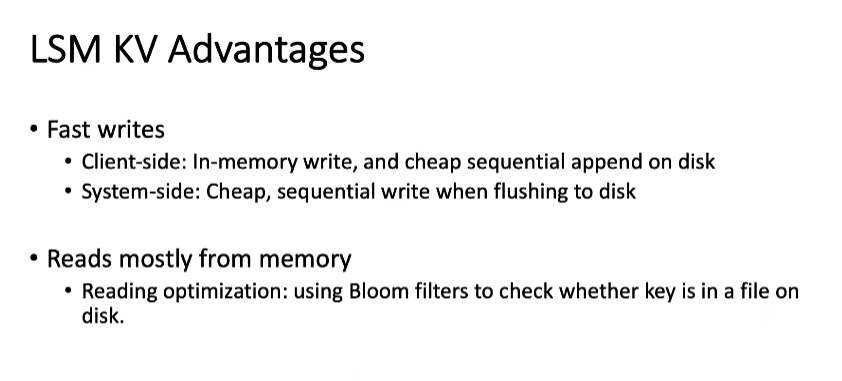 LSM KV Advantages
• Fast writes
• Client-side: In-memory write, and cheap sequential append on disk
• System-side: Cheap, sequential write when flushing to disk
• Reads mostly from memory
• Reading optimization: using Bloom filters to check whether key is in a file on
disk.